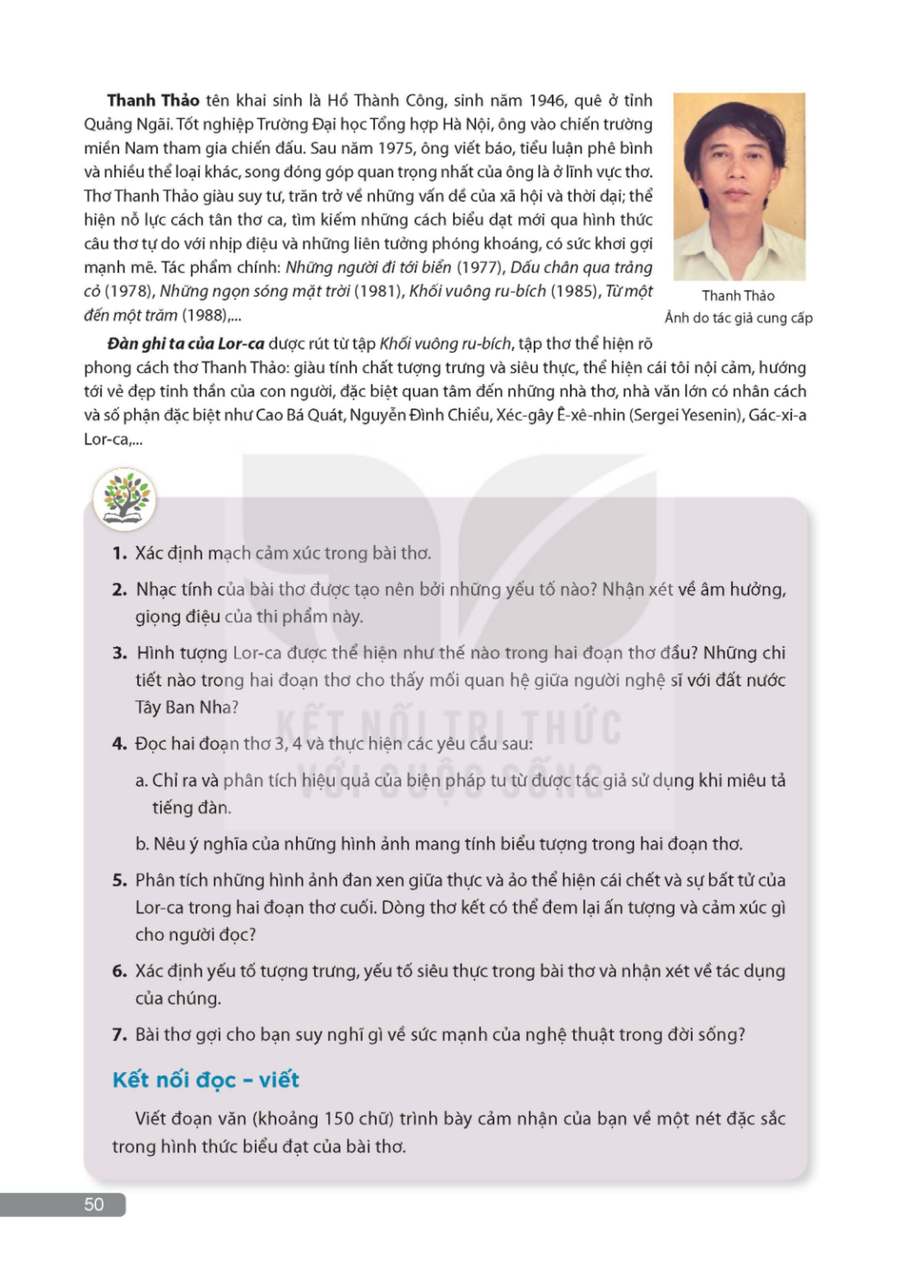 Thanh Thảo tên khai sinh là Hồ Thành Công, sinh năm 1946, quê ở tỉnh
Quảng Ngãi. Tốt nghiệp Trường Đại học Tổng hợp Hà Nội, ông vào chiến trường
miền Nam tham gia chiến đấu. Sau năm 1975, ông viết báo, tiểu luận phê bình
và nhiều thể loại khác, song đóng góp quan trọng nhất của ông là ở lĩnh vực thơ.
Thơ Thanh Thảo giàu suy tư, trăn trở về những vấn đề của xã hội và thời đại; thể
hiện nỗ lực cách tân thơ ca, tìm kiếm những cách biểu đạt mới qua hình thức
câu thơ tự do với nhịp điệu và những liên tưởng phóng khoáng, có sức khơi gợi
mạnh mẽ. Tác phẩm chính: Những người đi tới biển (1977), Dấu chân qua trảng
cỏ (1978), Những ngọn sóng mặt trời (1981), Khối vuông ru-bích (1985), Từ một
đến một trăm (1988),...
Thanh Thảo
Ảnh do tác giả cung cấp
Đàn ghi ta của Lor-ca được rút từ tập Khối vuông ru-bích, tập thơ thể hiện rõ
phong cách thơ Thanh Thảo: giàu tính chất tượng trưng và siêu thực, thể hiện cái tôi nội cảm, hướng
tới vẻ đẹp tinh thần của con người, đặc biệt quan tâm đến những nhà thơ, nhà văn lớn có nhân cách
và số phận đặc biệt như Cao Bá Quát, Nguyễn Đình Chiểu, Xéc-gây Ê-xê-nhin (Sergei Yesenin), Gác-xi-a
Lor-ca,...
1. Xác định mạch cảm xúc trong bài thơ.
2. Nhạc tính của bài thơ được tạo nên bởi những yếu tố nào? Nhận xét về âm hưởng,
giọng điệu của thi phẩm này.
3. Hình tượng Lor-ca được thể hiện như thế nào trong hai đoạn thơ đầu? Những chi
tiết nào trong hai đoạn thơ cho thấy mối quan hệ giữa người nghệ sĩ với đất nước
Tây Ban Nha?
4. Đọc hai đoạn thơ 3, 4 và thực hiện các yêu cầu sau:
a. Chỉ ra và phân tích hiệu quả của biện pháp tu từ được tác giả sử dụng khi miêu tả
tiếng đàn.
b. Nêu ý nghĩa của những hình ảnh mang tính biểu tượng trong hai đoạn thơ.
5. Phân tích những hình ảnh đan xen giữa thực và ảo thể hiện cái chết và sự bất tử của
Lor-ca trong hai đoạn thơ cuối. Dòng thơ kết có thể đem lại ấn tượng và cảm xúc gì
cho người đọc?
6. Xác định yếu tố tượng trưng, yếu tố siêu thực trong bài thơ và nhận xét về tác dụng
của chúng.
7. Bài thơ gợi cho bạn suy nghĩ gì về sức mạnh của nghệ thuật trong đời sống?
KẾT NỐI TRI THỨC
VỚI CUỘC SỐNG
Kết nối đọc – viết
Viết đoạn văn (khoảng 150 chữ) trình bày cảm nhận của bạn về một nét đặc sắc
trong hình thức biểu đạt của bài thơ.
50